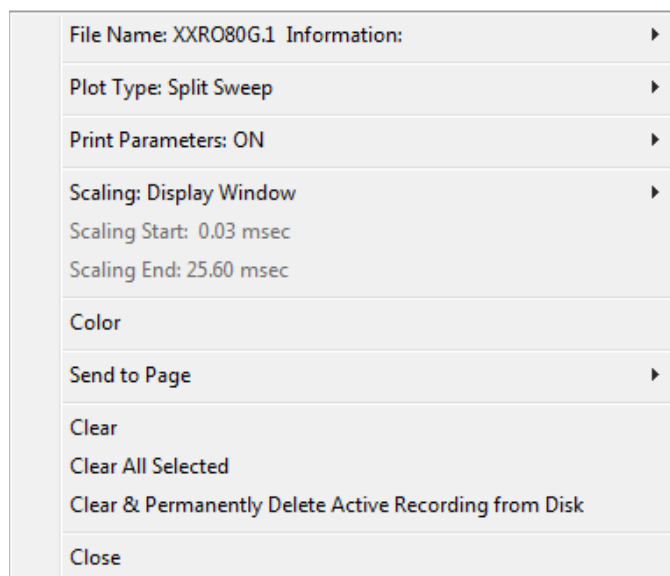 File Name: XXRO80G.1 Information:
Plot Type: Split Sweep
Print Parameters: ON
Scaling: Display Window
Scaling Start: 0.03 msec
Scaling End: 25.60 msec
Color
Send to Page
Clear
Clear All Selected
Clear & Permanently Delete Active Recording from Disk
Close